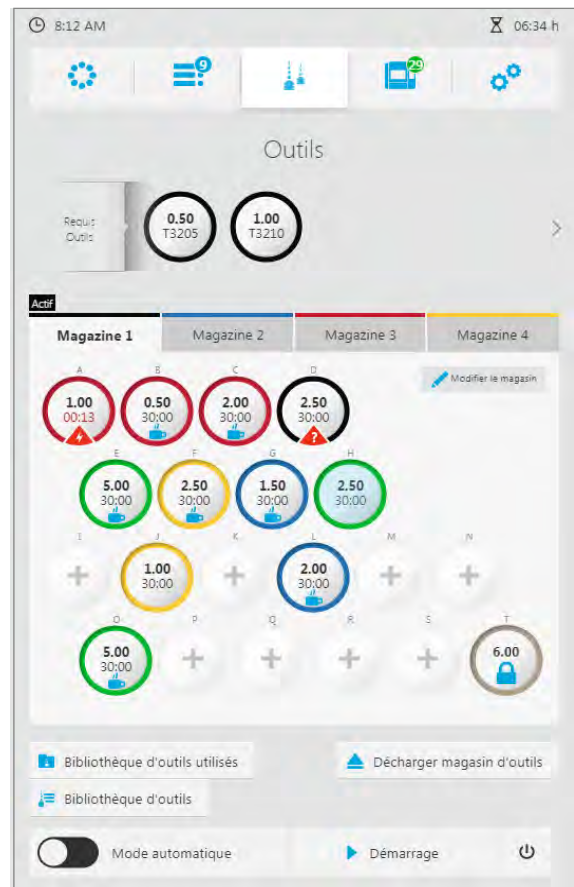 8:12 AM
06:34 h
9
29
Outils
Requis
Outils
0.50
T3205
1.00
T3210
Actif
Magazine 1
Magazine 2
Magazine 3
Magazine 4
Modifier le magasin
A
B
C
D
1.00
00:13
0.50
30:00
2.00
30:00
2.50
30:00
?
E
F
G
H
5.00
30:00
2.50
30:00
1.50
30:00
2.50
30:00
I
J
K
L
M
N
1.00
30:00
2.00
30:00
O
P
Q
R
S
T
5.00
30:00
6.00
Bibliothèque d'outils utilisés
Décharger magasin d'outils
Bibliothèque d'outils
Mode automatique
Démarrage